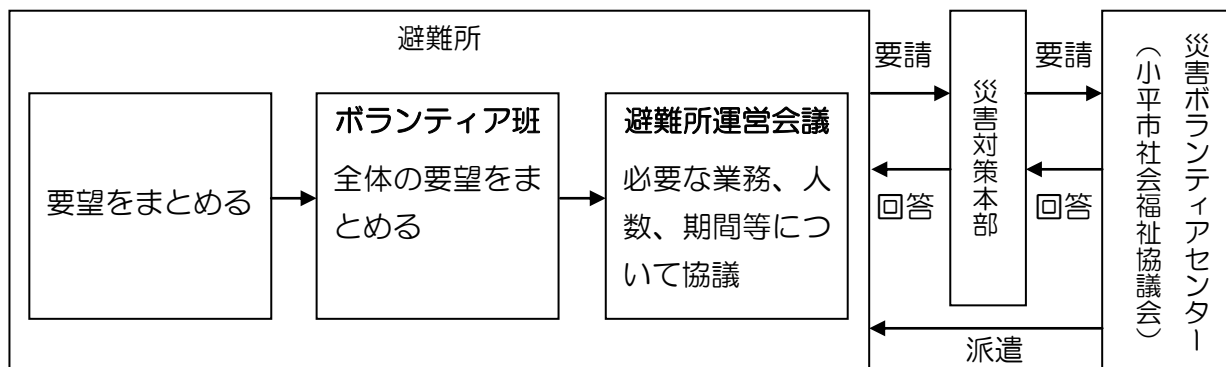 避難所
要望をまとめる
ボランティア班
全体の要望をま
とめる
避難所運営会議
必要な業務、人
数、期間等につ
いて協議
要請
回答
災害対策本部
要請
回答
派遣
災害ボランティアセンター
（小平市社会福祉協議会）